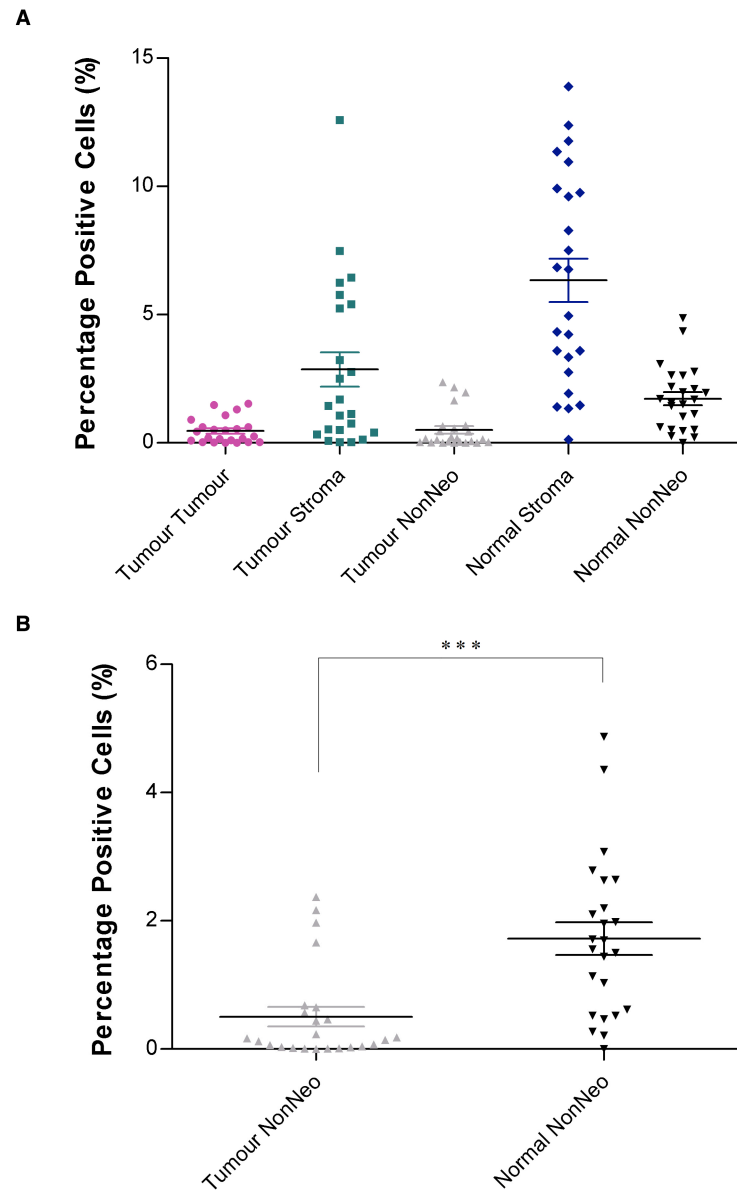 A
Percentage Positive Cells (%)
15
10
5
0
Tumour Tumour
Tumour Stroma
Tumour NonNeo
Normal Stroma
Normal NonNeo
B
Percentage Positive Cells (%)
***
6
4
2
0
Tumour NonNeo
Normal NonNeo